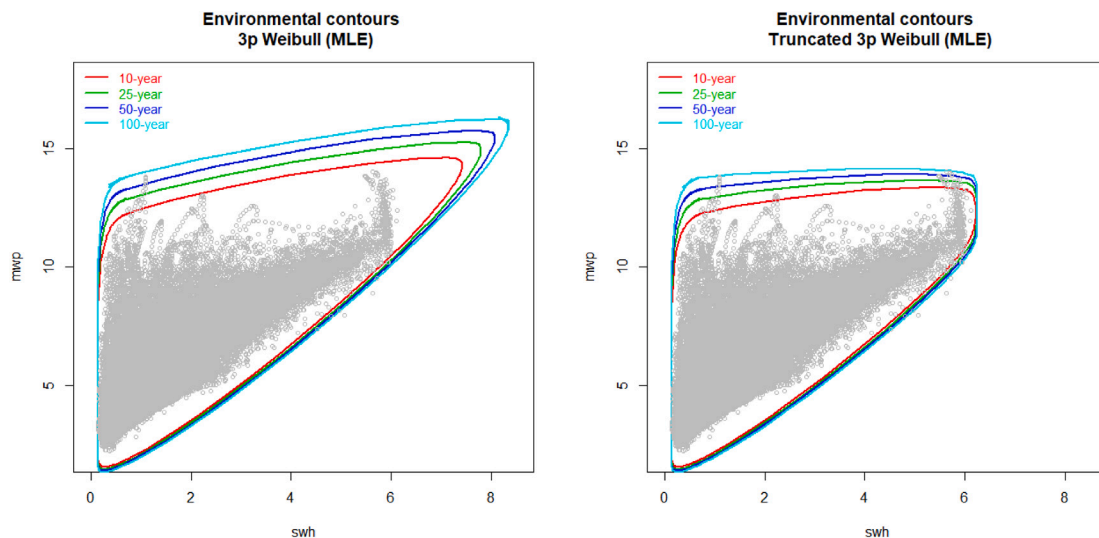 Environmental contours
3p Weibull (MLE)
10-year
25-year
50-year
100-year
15
10
5
mwp
0 2 4 6 8
swh
Environmental contours
Truncated 3p Weibull (MLE)
10-year
25-year
50-year
100-year
15
10
5
mwp
0 2 4 6 8
swh